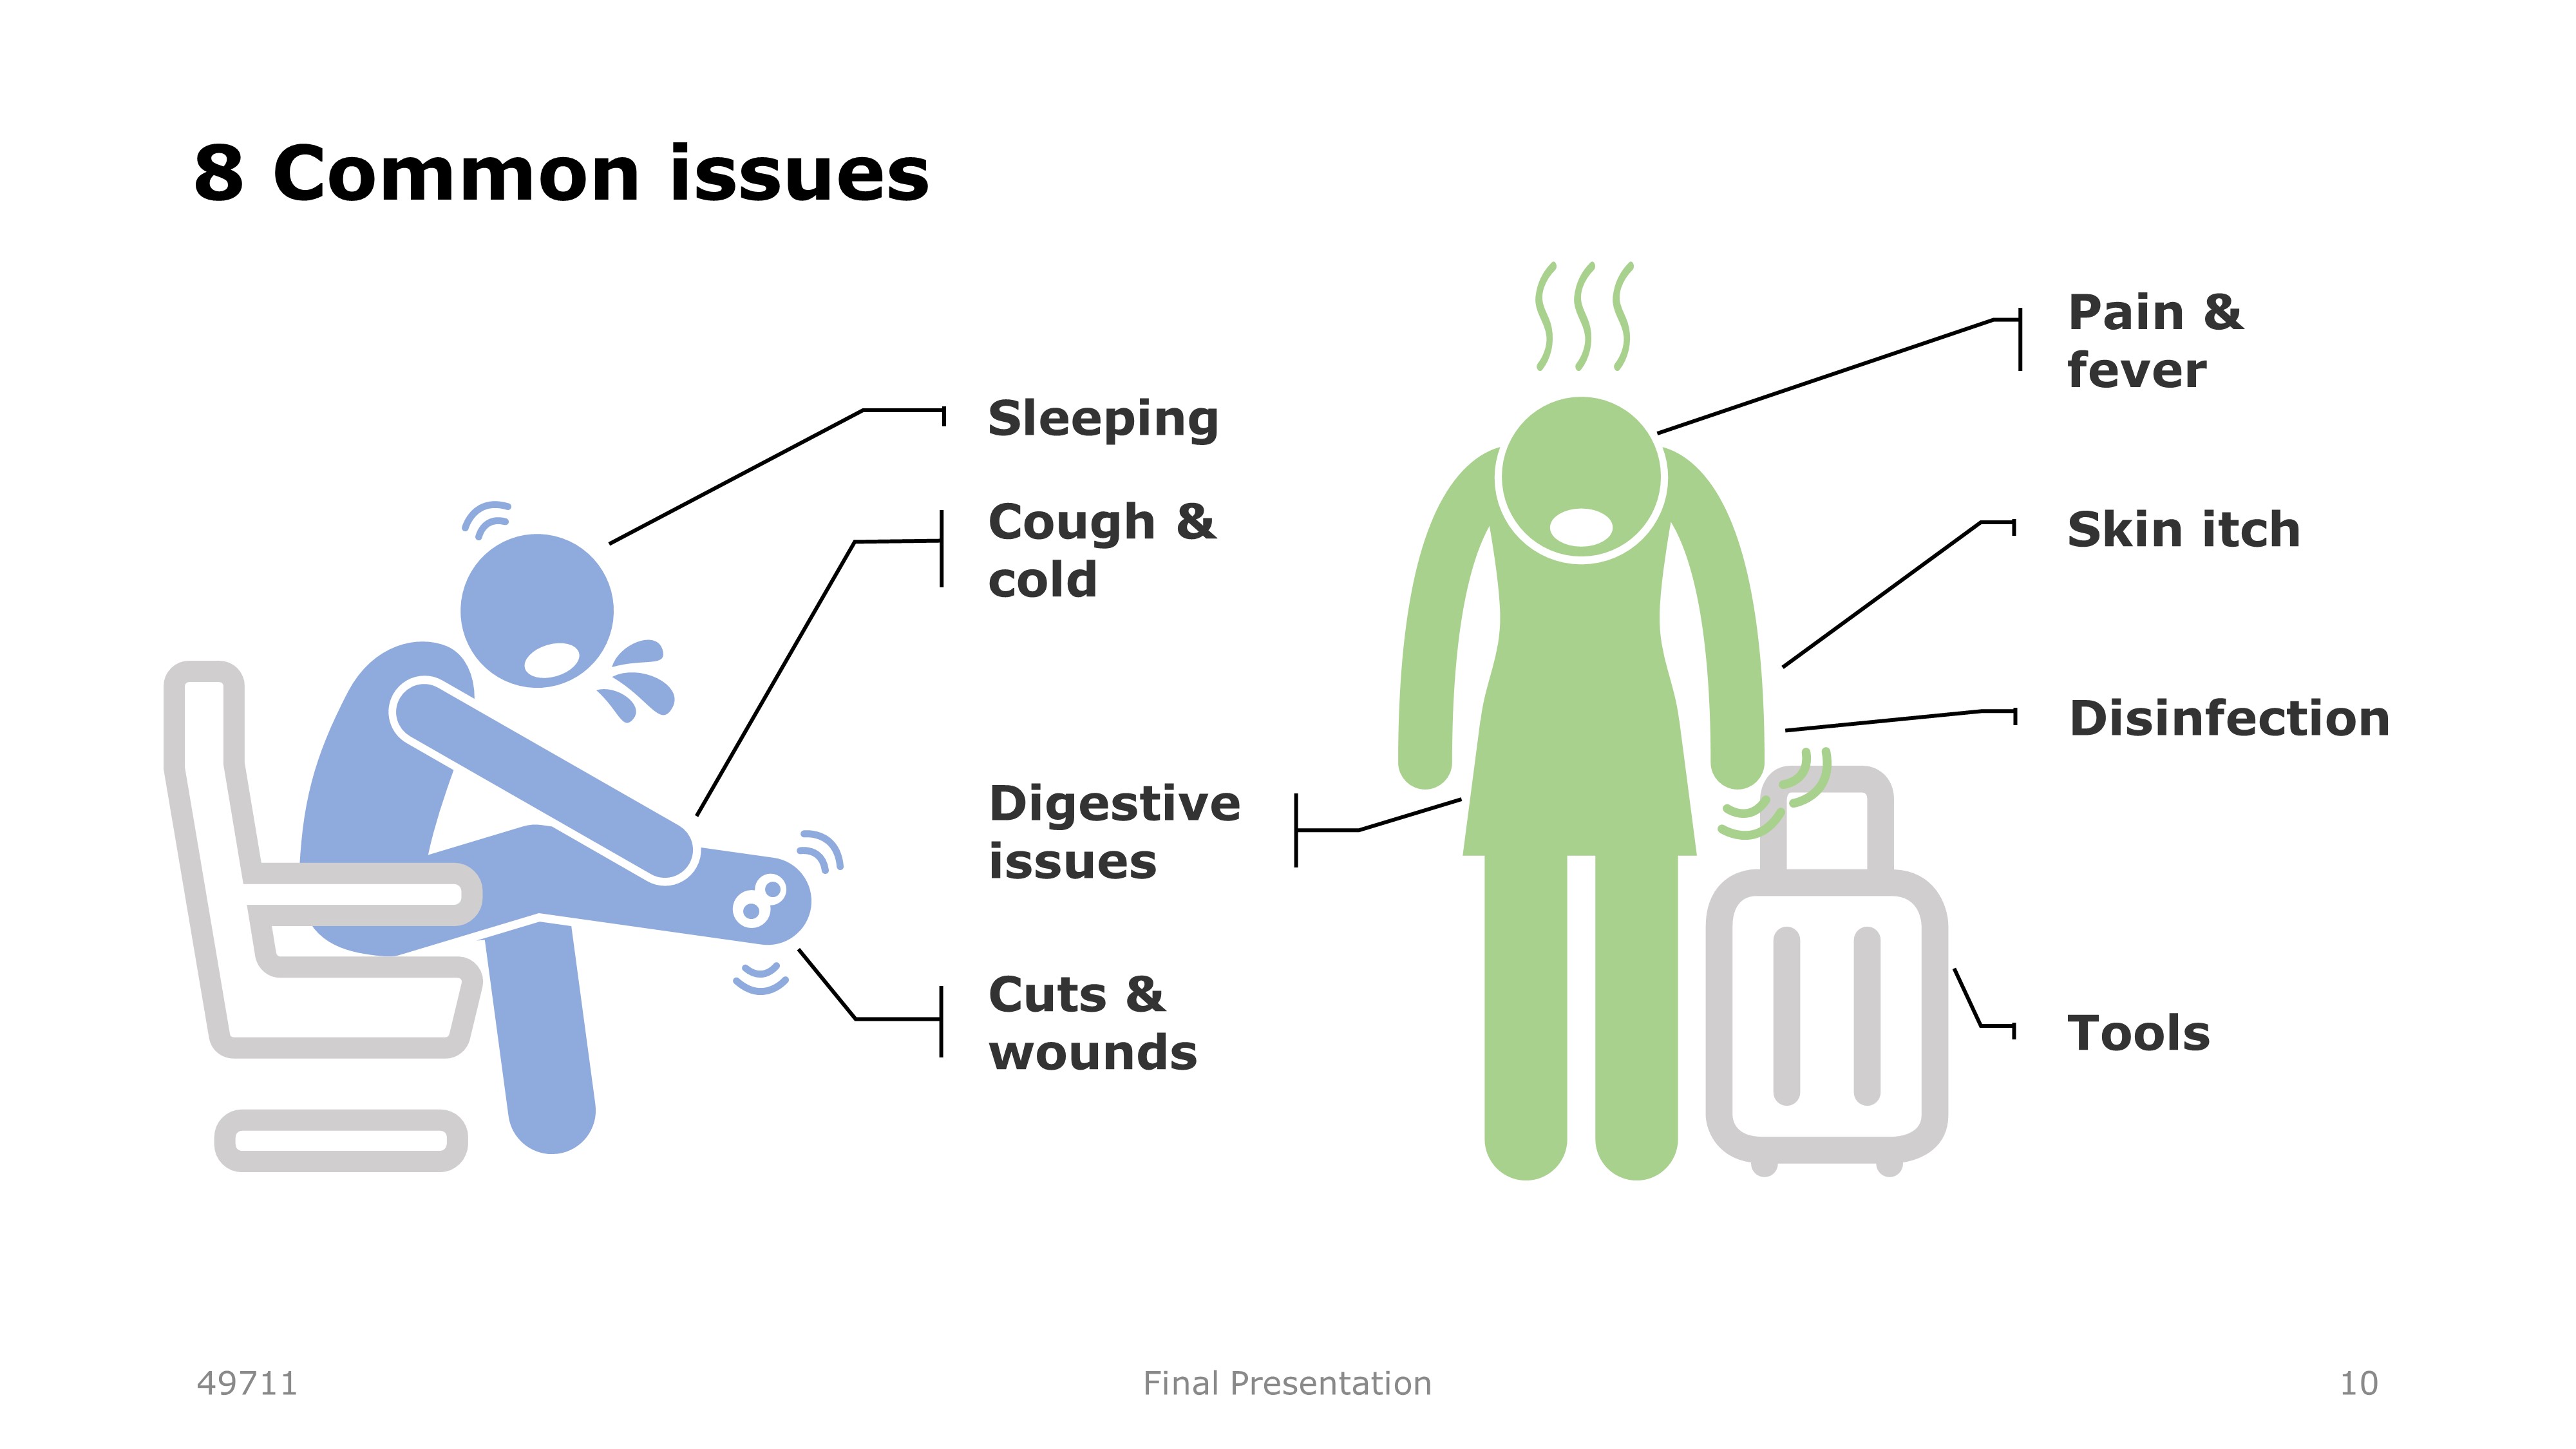 8 Common issues
Sleeping
Cough &
cold
Digestive
issues
Cuts &
wounds
Pain &
fever
Skin itch
Disinfection
Tools
49711
Final Presentation
10